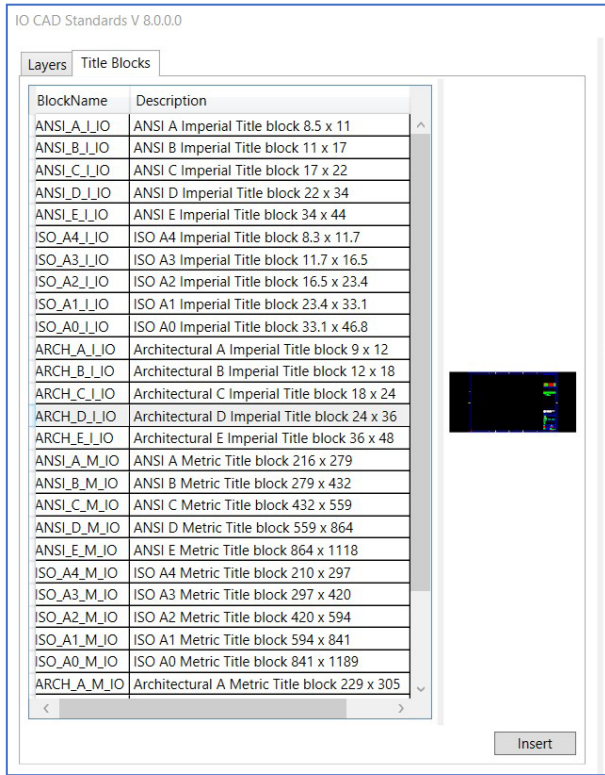 IO CAD Standards V 8.0.0.0
Layers Title Blocks
BlockName Description
ANSI_A_I_IO ANSI A Imperial Title block 8.5 x 11
ANSI_B_I_IO ANSI B Imperial Title block 11 x 17
ANSI_C_I_IO ANSI C Imperial Title block 17 x 22
ANSI_D_I_IO ANSI D Imperial Title block 22 x 34
ANSI_E_I_IO ANSI E Imperial Title block 34 x 44
ISO_A4_I_IO ISO A4 Imperial Title block 8.3 x 11.7
ISO_A3_I_IO ISO A3 Imperial Title block 11.7 x 16.5
ISO_A2_I_IO ISO A2 Imperial Title block 16.5 x 23.4
ISO_A1_I_IO ISO A1 Imperial Title block 23.4 x 33.1
ISO_A0_I_IO ISO A0 Imperial Title block 33.1 x 46.8
ARCH_A_I_IO Architectural A Imperial Title block 9 x 12
ARCH_B_I_IO Architectural B Imperial Title block 12 x 18
ARCH_C_I_IO Architectural C Imperial Title block 18 x 24
ARCH_D_I_IO Architectural D Imperial Title block 24 x 36
ARCH_E_I_IO Architectural E Imperial Title block 36 x 48
ANSI_A_M_IO ANSI A Metric Title block 216 x 279
ANSI_B_M_IO ANSI B Metric Title block 279 x 432
ANSI_C_M_IO ANSI C Metric Title block 432 x 559
ANSI_D_M_IO ANSI D Metric Title block 559 x 864
ANSI_E_M_IO ANSI E Metric Title block 864 x 1118
ISO_A4_M_IO ISO A4 Metric Title block 210 x 297
ISO_A3_M_IO ISO A3 Metric Title block 297 x 420
ISO_A2_M_IO ISO A2 Metric Title block 420 x 594
ISO_A1_M_IO ISO A1 Metric Title block 594 x 841
ISO_A0_M_IO ISO A0 Metric Title block 841 x 1189
ARCH_A_M_IO Architectural A Metric Title block 229 x 305
Insert